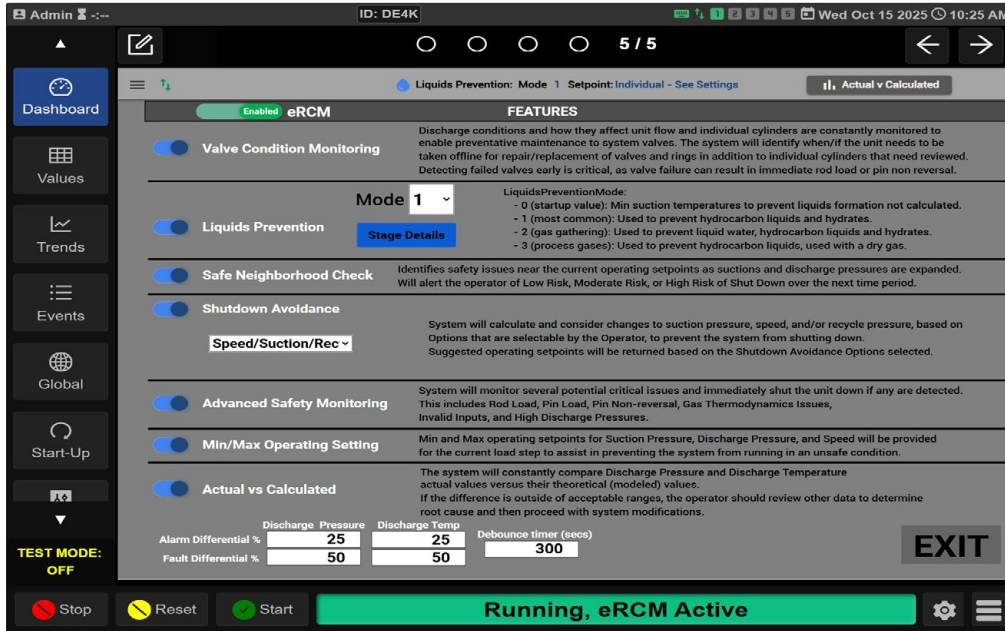 Admin -:--
ID: DE4K
1 2 3 4 5 Wed Oct 15 2025 10:25 AM
5 / 5
Dashboard
Values
Trends
Events
Global
Start-Up
TEST MODE:
OFF
Liquids Prevention: Mode 1 Setpoint: Individual - See Settings
Actual v Calculated
Enabled eRCM FEATURES
Valve Condition Monitoring
Discharge conditions and how they affect unit flow and individual cylinders are constantly monitored to
enable preventative maintenance to system valves. The system will identify when/if the unit needs to be
taken offline for repair/replacement of valves and rings in addition to individual cylinders that need reviewed.
Detecting failed valves early is critical, as valve failure can result in immediate rod load or pin non reversal.
Liquids Prevention
Mode 1
Stage Details
LiquidsPreventionMode:
- 0 (startup value): Min suction temperatures to prevent liquids formation not calculated.
- 1 (most common): Used to prevent hydrocarbon liquids and hydrates.
- 2 (gas gathering): Used to prevent liquid water, hydrocarbon liquids and hydrates.
- 3 (process gases): Used to prevent hydrocarbon liquids, used with a dry gas.
Safe Neighborhood Check
Identifies safety issues near the current operating setpoints as suctions and discharge pressures are expanded.
Will alert the operator of Low Risk, Moderate Risk, or High Risk of Shut Down over the next time period.
Shutdown Avoidance
Speed/Suction/Rec
System will calculate and consider changes to suction pressure, speed, and/or recycle pressure, based on
Options that are selectable by the Operator, to prevent the system from shutting down.
Suggested operating setpoints will be returned based on the Shutdown Avoidance Options selected.
Advanced Safety Monitoring
System will monitor several potential critical issues and immediately shut the unit down if any are detected.
This includes Rod Load, Pin Load, Pin Non-reversal, Gas Thermodynamics Issues,
Invalid Inputs, and High Discharge Pressures.
Min/Max Operating Setting
Min and Max operating setpoints for Suction Pressure, Discharge Pressure, and Speed will be provided
for the current load step to assist in preventing the system from running in an unsafe condition.
Actual vs Calculated
The system will constantly compare Discharge Pressure and Discharge Temperature
actual values versus their theoretical (modeled) values.
If the difference is outside of acceptable ranges, the operator should review other data to determine
root cause and then proceed with system modifications.
Discharge Pressure Discharge Temp
Alarm Differential % 25 25
Fault Differential % 50 50
Debounce timer (secs)
300
EXIT
Stop
Reset
Start
Running, eRCM Active